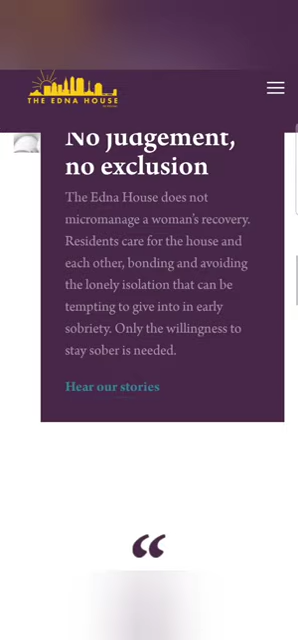 THE EDNA HOUSE
No judgement,
no exclusion
The Edna House does not
micromanage a woman's recovery.
Residents care for the house and
each other, bonding and avoiding
the lonely isolation that can be
tempting to give into in early
sobriety. Only the willingness to
stay sober is needed.
Hear our stories
“